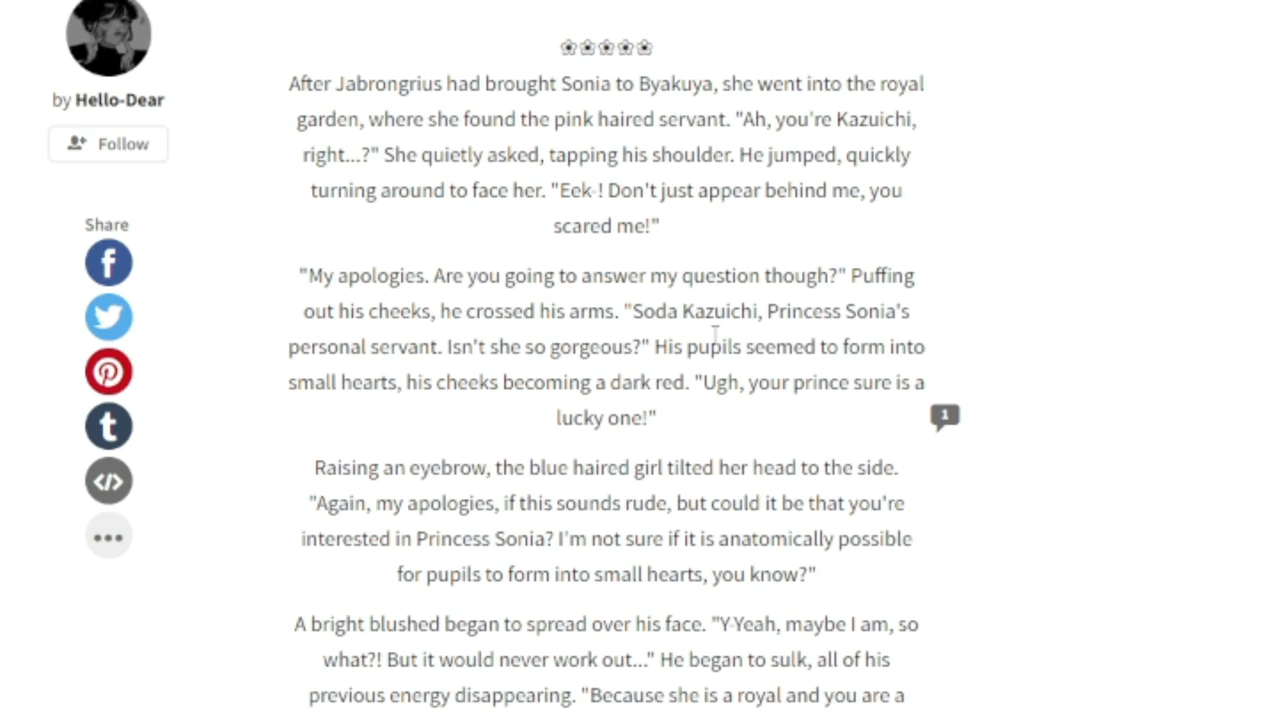 ❀❀❀❀❀
After Jabrongrius had brought Sonia to Byakuya, she went into the royal
garden, where she found the pink haired servant. "Ah, you're Kazuichi,
right...?" She quietly asked, tapping his shoulder. He jumped, quickly
turning around to face her. "Eek-! Don't just appear behind me, you
scared me!"
by Hello-Dear
Follow
Share
f
t
</>
"My apologies. Are you going to answer my question though?" Puffing
out his cheeks, he crossed his arms. "Soda Kazuichi, Princess Sonia's
personal servant. Isn't she so gorgeous?" His pupils seemed to form into
small hearts, his cheeks becoming a dark red. "Ugh, your prince sure is a
lucky one!"
1
Raising an eyebrow, the blue haired girl tilted her head to the side.
"Again, my apologies, if this sounds rude, but could it be that you're
interested in Princess Sonia? I'm not sure if it is anatomically possible
for pupils to form into small hearts, you know?"
A bright blushed began to spread over his face. "Y-Yeah, maybe I am, so
what?! But it would never work out..." He began to sulk, all of his
previous energy disappearing. "Because she is a royal and you are a